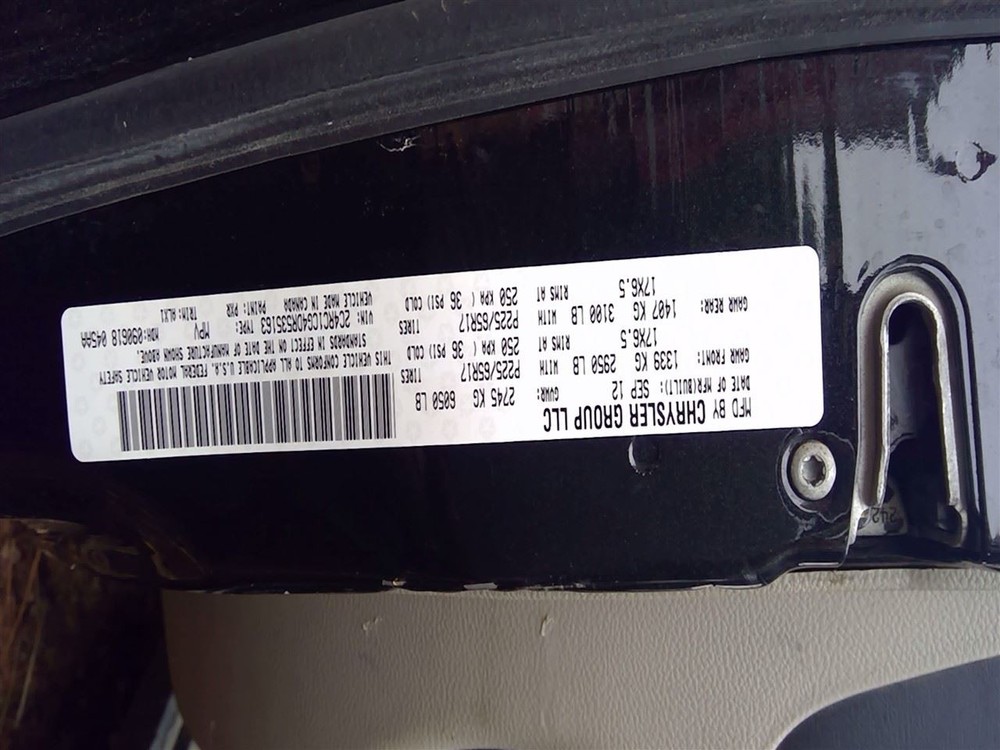 MFD BY CHRYSLER GROUP LLC
DATE OF MFR(BUILT): SEP 12 GVWR: 2745 KG 6050 LB
GAWR FRONT: 1339 KG 2950 LB WITH TIRES P225/65R17
17X6.5 RIMS AT 250 KPA ( 36 PSI) COLD
GAWR REAR: 1407 KG 3100 LB WITH TIRES P225/65R17
17X6.5 RIMS AT 250 KPA ( 36 PSI) COLD
THIS VEHICLE CONFORMS TO ALL APPLICABLE U.S.A. FEDERAL MOTOR VEHICLE SAFETY
STANDARDS IN EFFECT ON THE DATE OF MANUFACTURE SHOWN ABOVE.
VIN: 2C4RC1CG4DR535163 TYPE: MPV MDH:090619 045AA
VEHICLE MADE IN CANADA PAINT: PXR
242